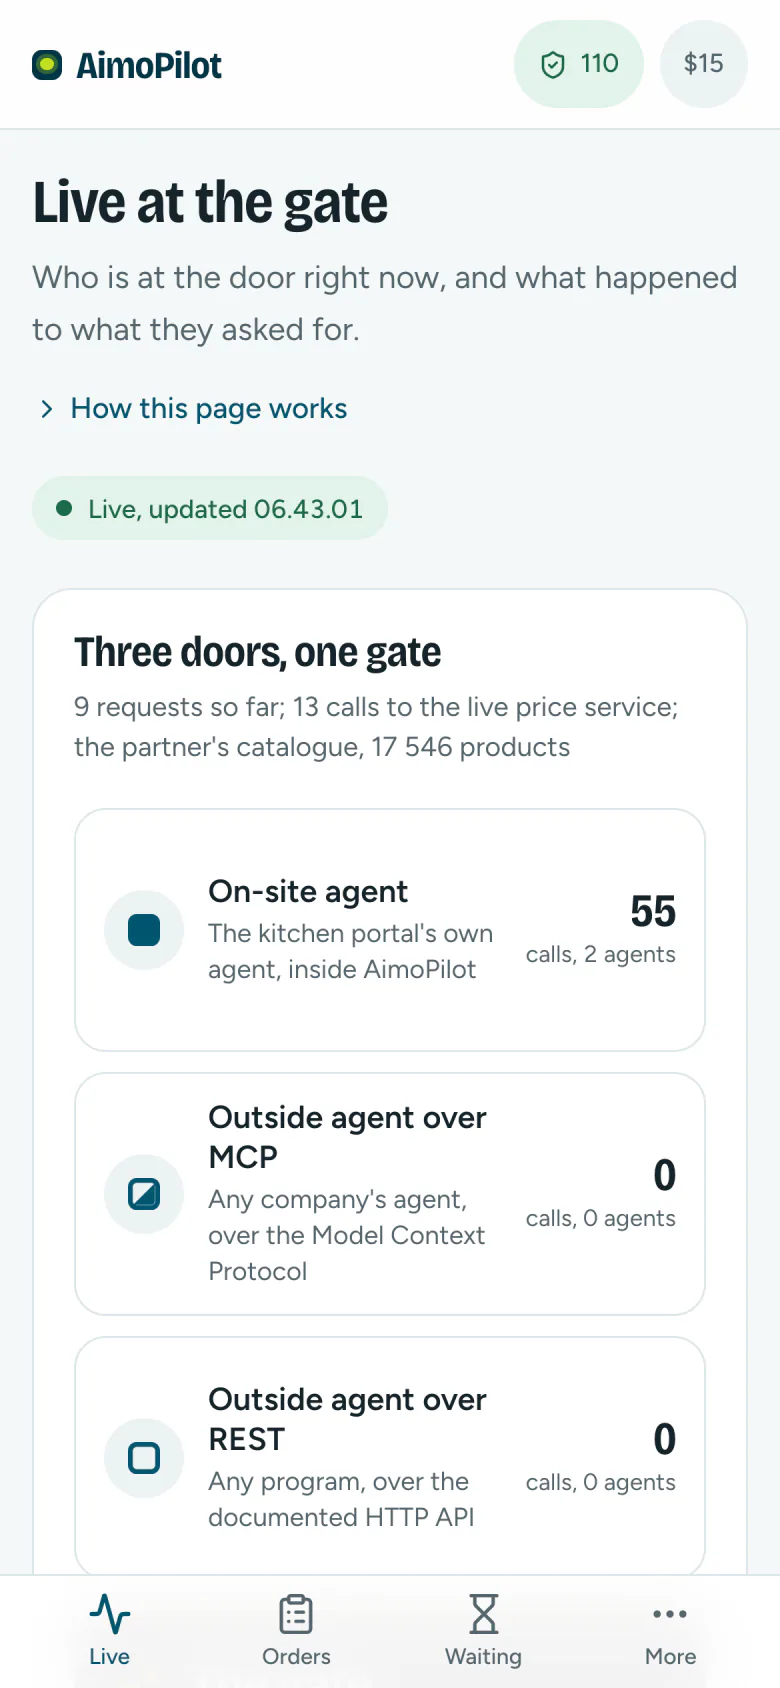 AimoPilot
110
$15
Live at the gate
Who is at the door right now, and what happened
to what they asked for.
How this page works
Live, updated 06.43.01
Three doors, one gate
9 requests so far; 13 calls to the live price service;
the partner's catalogue, 17 546 products
On-site agent
The kitchen portal's own
agent, inside AimoPilot
55
calls, 2 agents
Outside agent over
MCP
Any company's agent,
over the Model Context
Protocol
0
calls, 0 agents
Outside agent over
REST
Any program, over the
documented HTTP API
0
calls, 0 agents
Live
Orders
Waiting
More